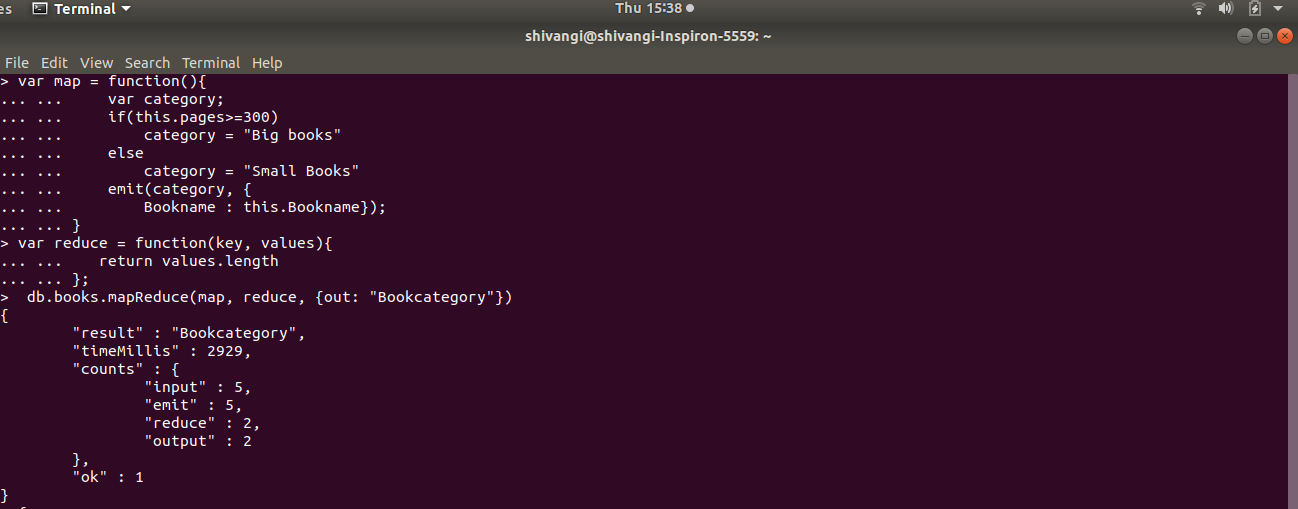 es Terminal Thu 15:38
shivangi@shivangi-Inspiron-5559: ~
File Edit View Search Terminal Help
> var map = function(){
... ...     var category;
... ...     if(this.pages>=300)
... ...         category = "Big books"
... ...     else
... ...         category = "Small Books"
... ...     emit(category, {
... ...         Bookname : this.Bookname});
... ... }
> var reduce = function(key, values){
... ...    return values.length
... ... };
>  db.books.mapReduce(map, reduce, {out: "Bookcategory"})
{
        "result" : "Bookcategory",
        "timeMillis" : 2929,
        "counts" : {
                "input" : 5,
                "emit" : 5,
                "reduce" : 2,
                "output" : 2
        },
        "ok" : 1
}